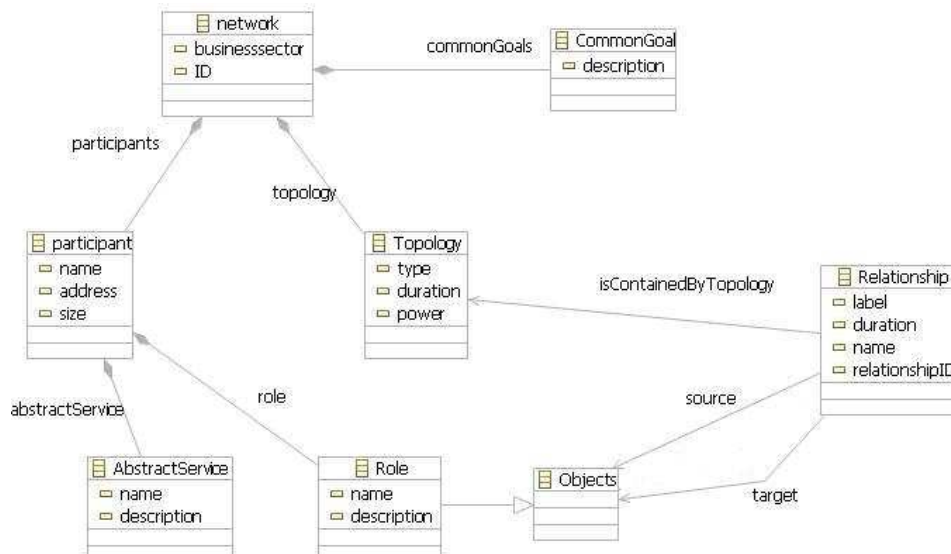 network
businesssector
ID
commonGoals
CommonGoal
description
participants
topology
participant
name
address
size
Topology
type
duration
power
isContainedByTopology
Relationship
label
duration
name
relationshipID
abstractService
role
source
target
AbstractService
name
description
Role
name
description
Objects